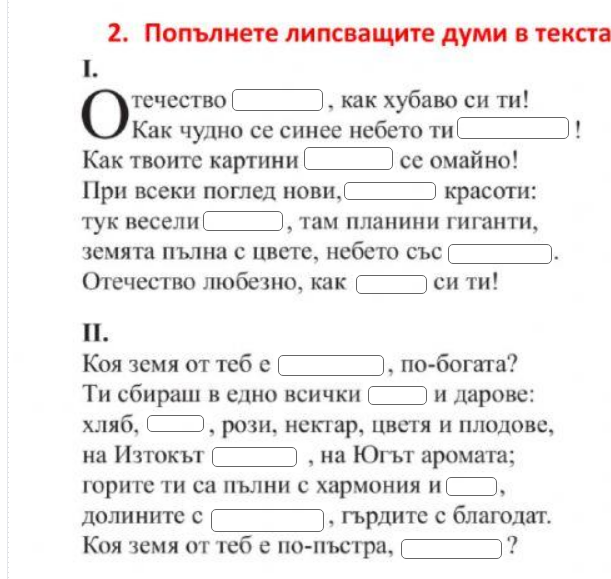 2. Попълнете липсващите думи в текста
I.
Отечество , как хубаво си ти!
Как чудно се синее небето ти !
Как твоите картини се омайно!
При всеки поглед нови, красоти:
тук весели , там планини гиганти,
земята пълна с цвете, небето със .
Отечество любезно, как си ти!
II.
Коя земя от теб е , по-богата?
Ти сбираш в едно всички и дарове:
хляб, , рози, нектар, цветя и плодове,
на Изтокът , на Югът аромата;
горите ти са пълни с хармония и ,
долините с , гърдите с благодат.
Коя земя от теб е по-пъстра, ?